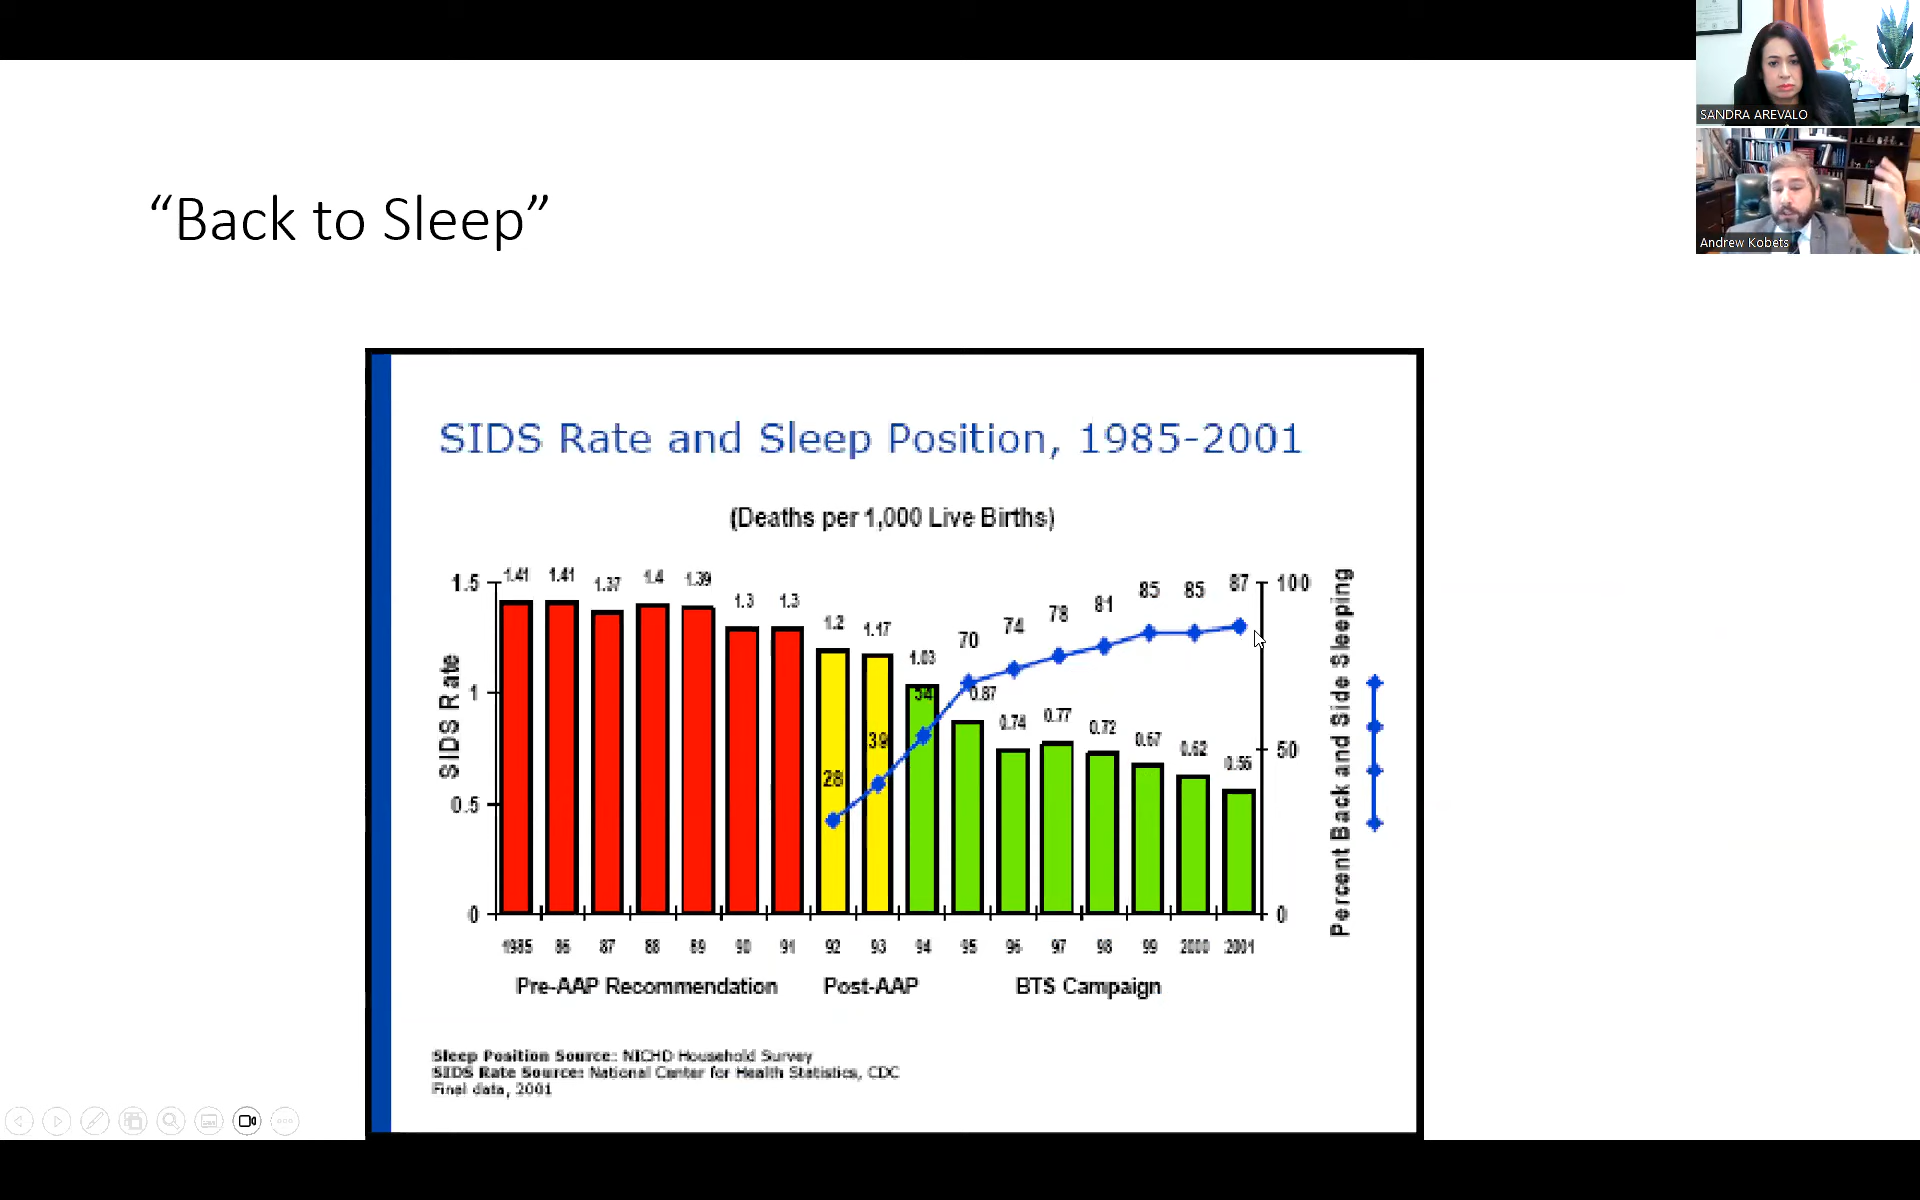 SANDRA AREVALO
Andrew Kobets
“Back to Sleep”
SIDS Rate and Sleep Position, 1985-2001
(Deaths per 1,000 Live Births)
SIDS Rate
1.5
1
0.5
0
1.41 1.41 1.37 1.4 1.39 1.3 1.3 1.2 1.17 1.03 0.87 0.74 0.77 0.72 0.67 0.62 0.56
28 39 54 70 74 78 81 85 85 87
100
50
0
Percent Back and Side Sleeping
1985 86 87 88 89 90 91 92 93 94 95 96 97 98 99 2000 2001
Pre-AAP Recommendation Post-AAP BTS Campaign
Sleep Position Source: NICHD Household Survey
SIDS Rate Source: National Center for Health Statistics, CDC
Final data, 2001